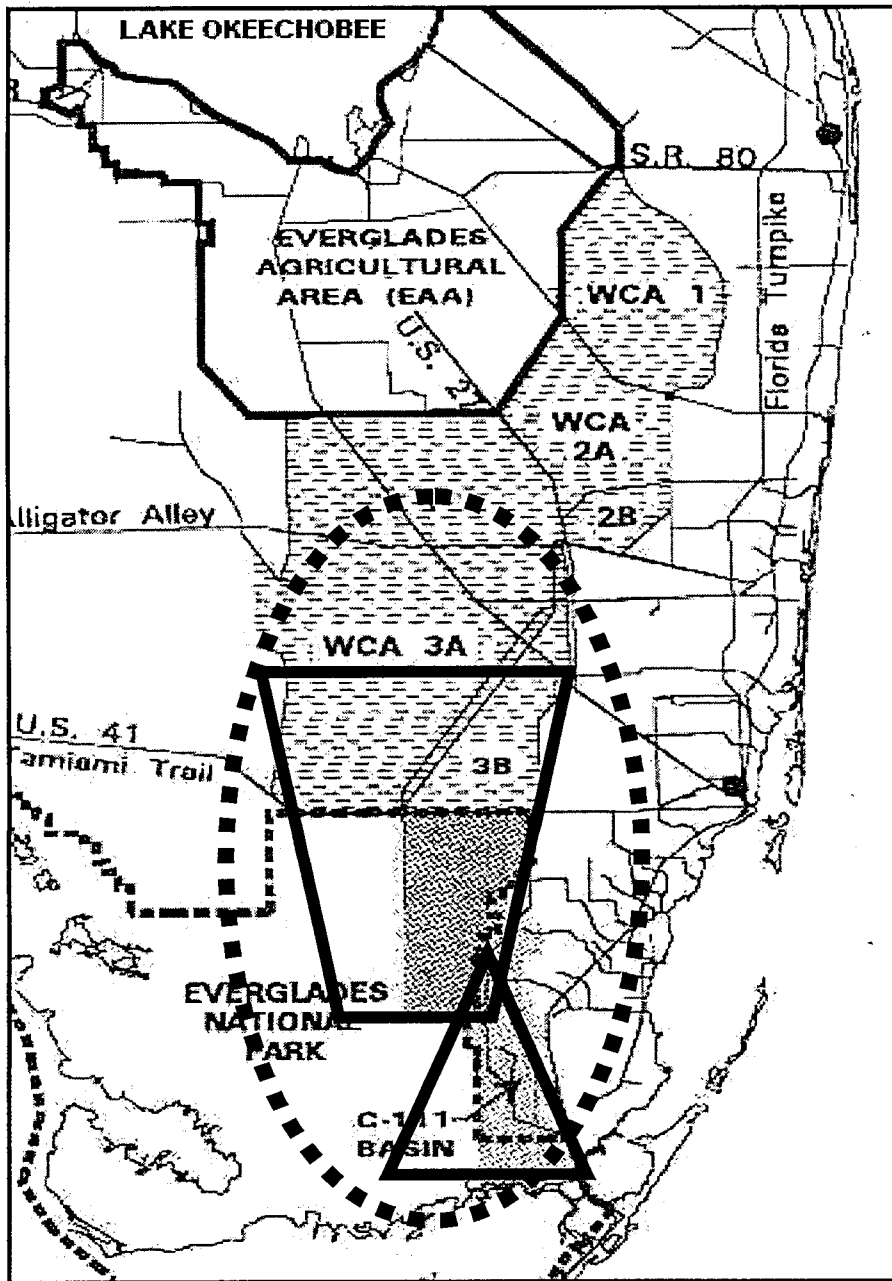 LAKE OKEECHOBEE
S.R. 80
EVERGLADES
AGRICULTURAL
AREA (EAA)
WCA 1
Florida Turnpike
U.S. 27
WCA
2A
2B
Alligator Alley
WCA 3A
U.S. 41
amiami Trail
3B
EVERGLADES
NATIONAL
PARK
C-111
BASIN